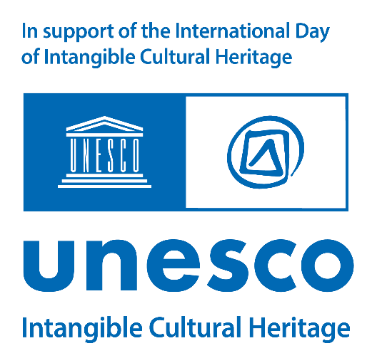 In support of the International Day
of Intangible Cultural Heritage
UNESCO
unesco
Intangible Cultural Heritage